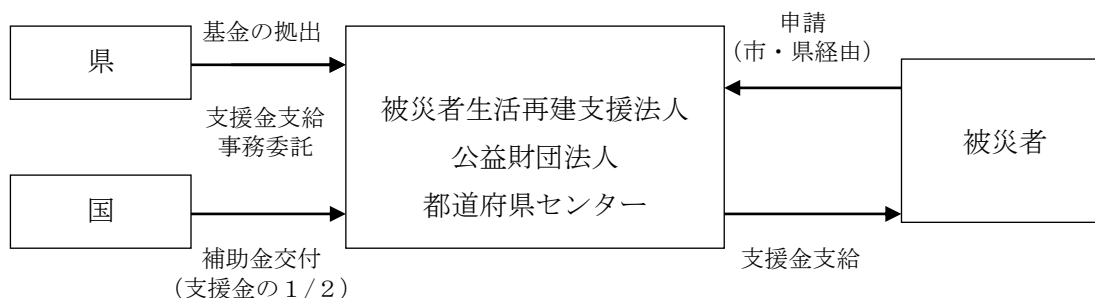 基金の拠出
県
支援金支給
事務委託
国
補助金交付
（支援金の１/２）
被災者生活再建支援法人
公益財団法人
都道府県センター
申請
（市・県経由）
被災者
支援金支給